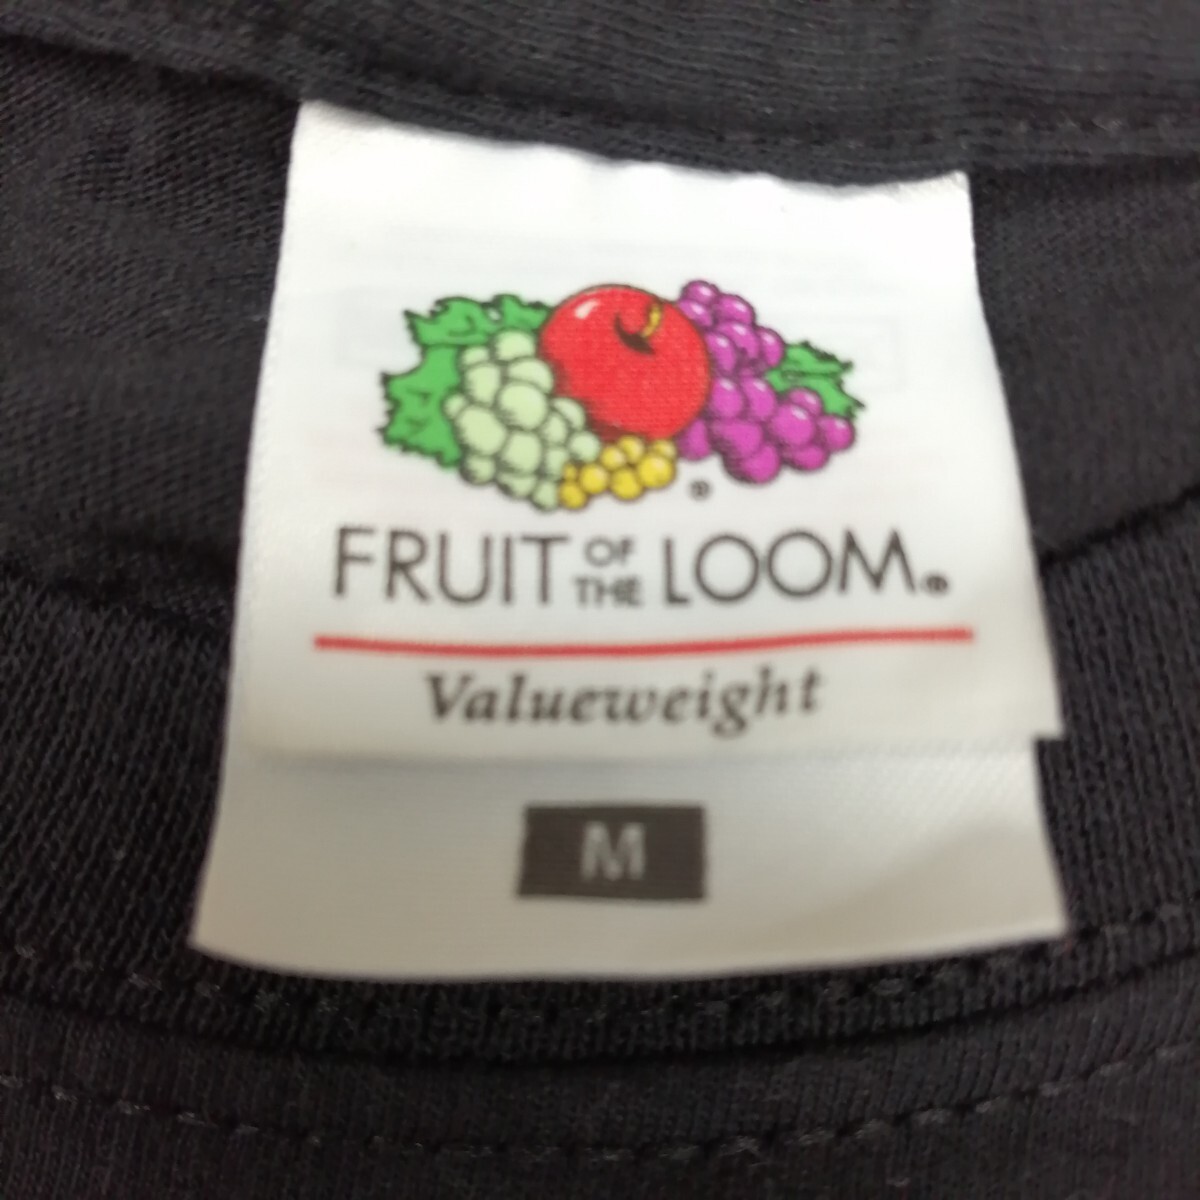 ®
FRUIT OF THE LOOM®
Valueweight
M